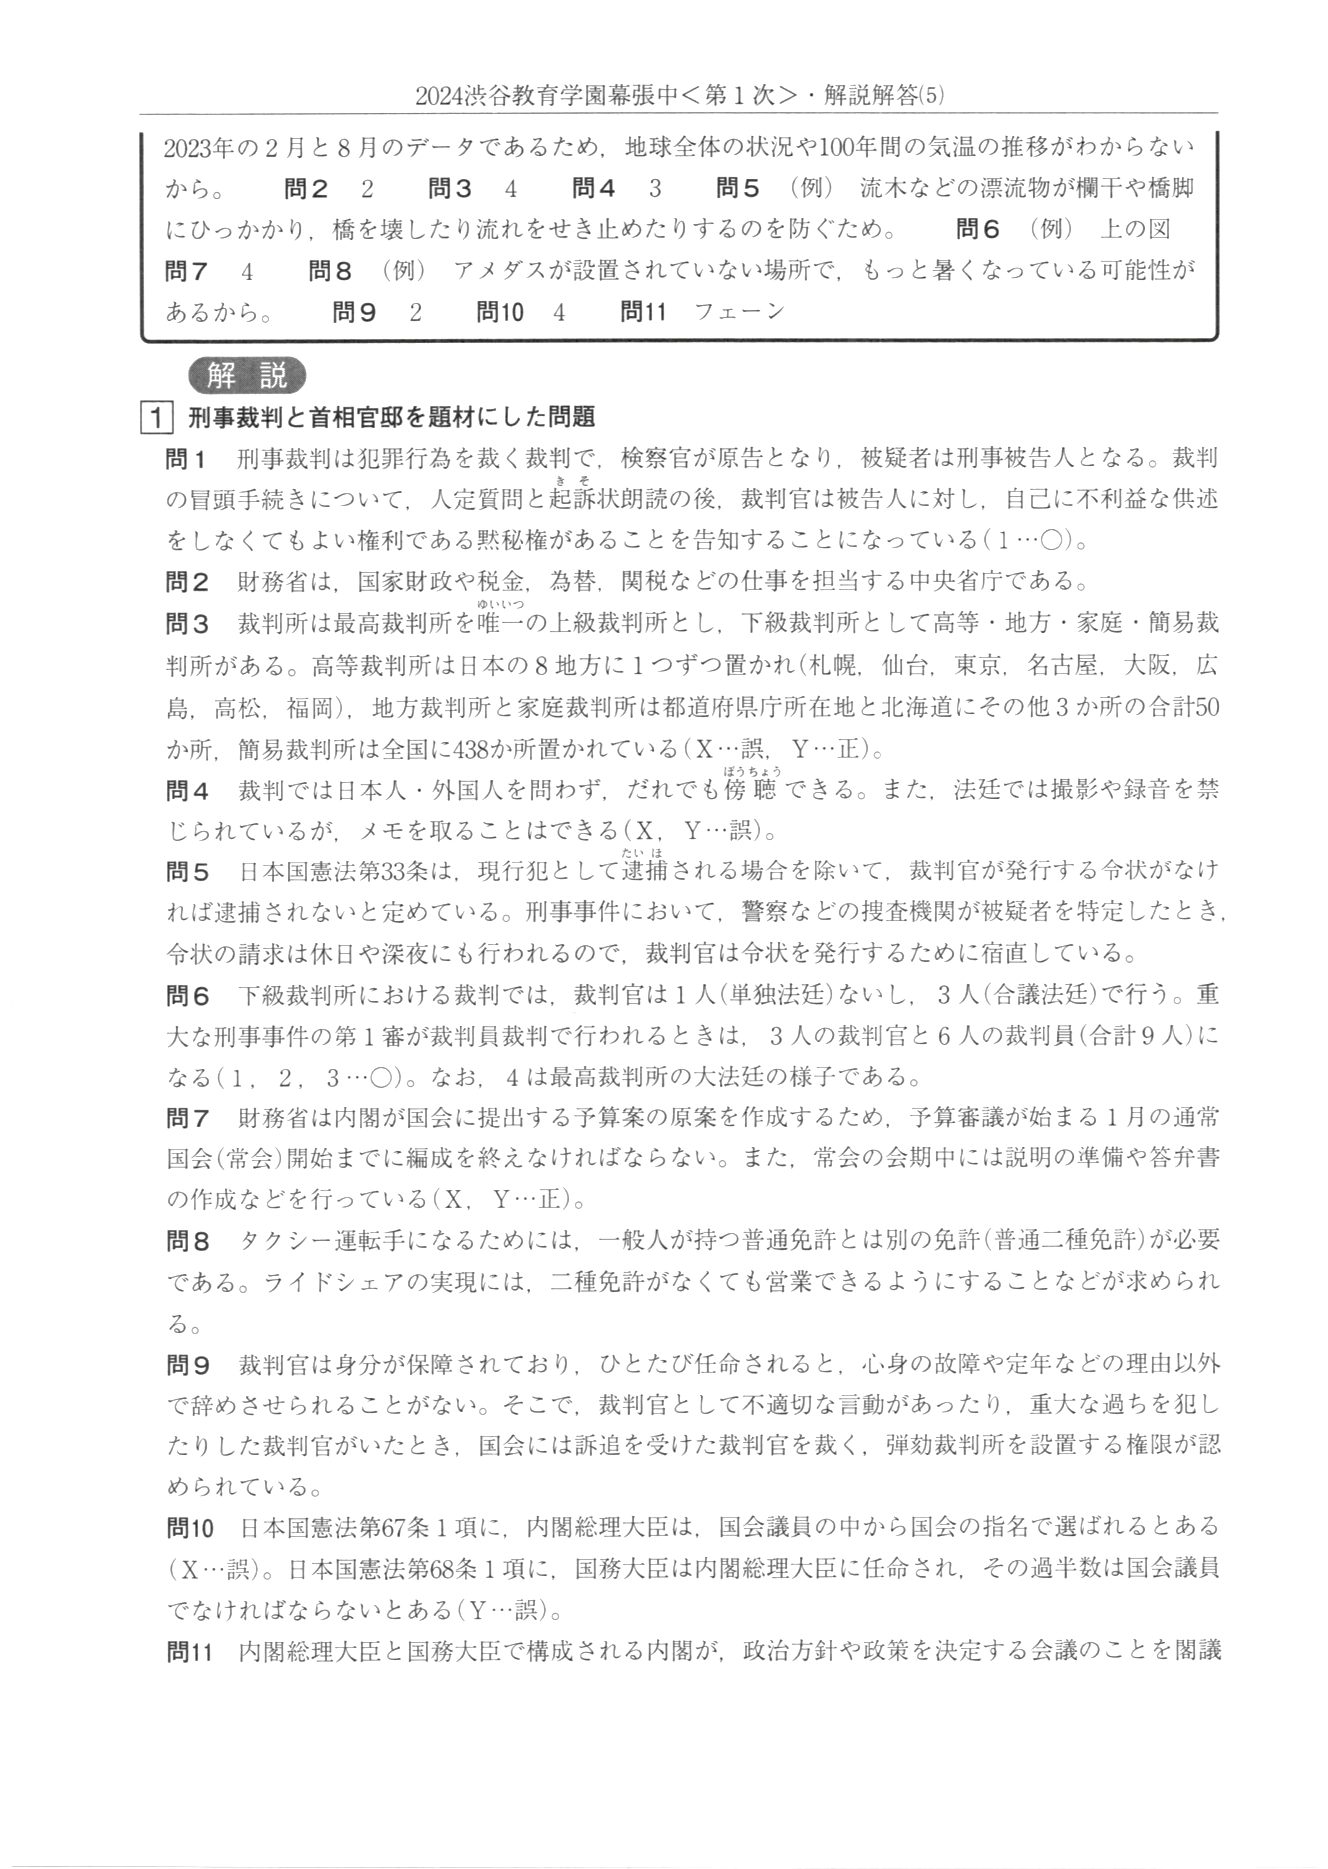 2024渋谷教育学園幕張中＜第１次＞・解説解答(5)
2023年の２月と８月のデータであるため，地球全体の状況や100年間の気温の推移がわからない
から。　問２　２　問３　４　問４　３　問５　（例）　流木などの漂流物が欄干や橋脚
にひっかかり，橋を壊したり流れをせき止めたりするのを防ぐため。　問６　（例）　上の図
問７　４　問８　（例）　アメダスが設置されていない場所で，もっと暑くなっている可能性が
あるから。　問９　２　問10　４　問11　フェーン
解　説
１　刑事裁判と首相官邸を題材にした問題
問１　刑事裁判は犯罪行為を裁く裁判で，検察官が原告となり，被疑者は刑事被告人となる。裁判
の冒頭手続きについて，人定質問と起訴状朗読の後，裁判官は被告人に対し，自己に不利益な供述
をしなくてもよい権利である黙秘権があることを告知することになっている(１…○)。
問２　財務省は，国家財政や税金，為替，関税などの仕事を担当する中央省庁である。
問３　裁判所は最高裁判所を唯一の上級裁判所とし，下級裁判所として高等・地方・家庭・簡易裁
判所がある。高等裁判所は日本の８地方に１つずつ置かれ(札幌，仙台，東京，名古屋，大阪，広
島，高松，福岡)，地方裁判所と家庭裁判所は都道府県庁所在地と北海道にその他３か所の合計50
か所，簡易裁判所は全国に438か所置かれている(Ｘ…誤，Ｙ…正)。
問４　裁判では日本人・外国人を問わず，だれでも傍聴できる。また，法廷では撮影や録音を禁
じられているが，メモを取ることはできる(Ｘ，Ｙ…誤)。
問５　日本国憲法第33条は，現行犯として逮捕される場合を除いて，裁判官が発行する令状がなけ
れば逮捕されないと定めている。刑事事件において，警察などの捜査機関が被疑者を特定したとき，
令状の請求は休日や深夜にも行われるので，裁判官は令状を発行するために宿直している。
問６　下級裁判所における裁判では，裁判官は１人(単独法廷)ないし，３人(合議法廷)で行う。重
大な刑事事件の第１審が裁判員裁判で行われるときは，３人の裁判官と６人の裁判員(合計９人)に
なる(１，２，３…○)。なお，４は最高裁判所の大法廷の様子である。
問７　財務省は内閣が国会に提出する予算案の原案を作成するため，予算審議が始まる１月の通常
国会(常会)開始までに編成を終えなければならない。また，常会の会期中には説明の準備や答弁書
の作成などを行っている(Ｘ，Ｙ…正)。
問８　タクシー運転手になるためには，一般人が持つ普通免許とは別の免許(普通二種免許)が必要
である。ライドシェアの実現には，二種免許がなくても営業できるようにすることなどが求められ
る。
問９　裁判官は身分が保障されており，ひとたび任命されると，心身の故障や定年などの理由以外
で辞めさせられることがない。そこで，裁判官として不適切な言動があったり，重大な過ちを犯し
たりした裁判官がいたとき，国会には訴追を受けた裁判官を裁く，弾劾裁判所を設置する権限が認
められている。
問10　日本国憲法第67条１項に，内閣総理大臣は，国会議員の中から国会の指名で選ばれるとある
(Ｘ…誤)。日本国憲法第68条１項に，国務大臣は内閣総理大臣に任命され，その過半数は国会議員
でなければならないとある(Ｙ…誤)。
問11　内閣総理大臣と国務大臣で構成される内閣が，政治方針や政策を決定する会議のことを閣議